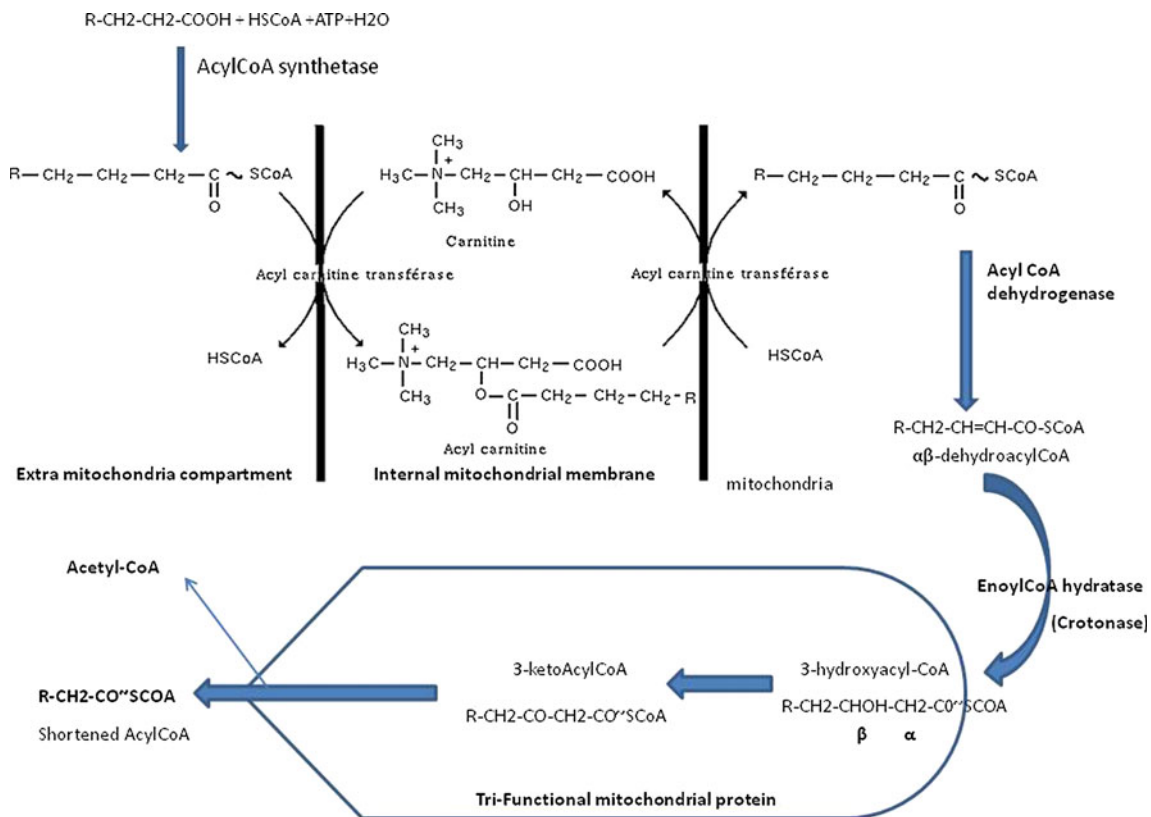 R-CH2-CH2-COOH + HSCoA +ATP+H2O
AcylCoA synthetase
R—CH₂—CH₂—CH₂—C~SCoA
O
HSCoA
Extra mitochondria compartment
CH₃
H₃C—N—CH₂—CH—CH₂—COOH
+
CH₃
OH
Carnitine
Acyl carnitine transférase
CH₃
H₃C—N—CH₂—CH—CH₂—COOH
+
CH₃
O—C—CH₂—CH₂—CH₂—R
O
Acyl carnitine
Internal mitochondrial membrane
Acyl carnitine transférase
R—CH₂—CH₂—CH₂—C~SCoA
O
HSCoA
mitochondria
Acyl CoA
dehydrogenase
R-CH2-CH=CH-CO-SCoA
αβ-dehydroacylCoA
EnoylCoA hydratase
(Crotonase)
3-hydroxyacyl-CoA
R-CH2-CHOH-CH2-C0~SCOA
β α
3-ketoAcylCoA
R-CH2-CO-CH2-CO~SCoA
Tri-Functional mitochondrial protein
Acetyl-CoA
R-CH2-CO~SCOA
Shortened AcylCoA